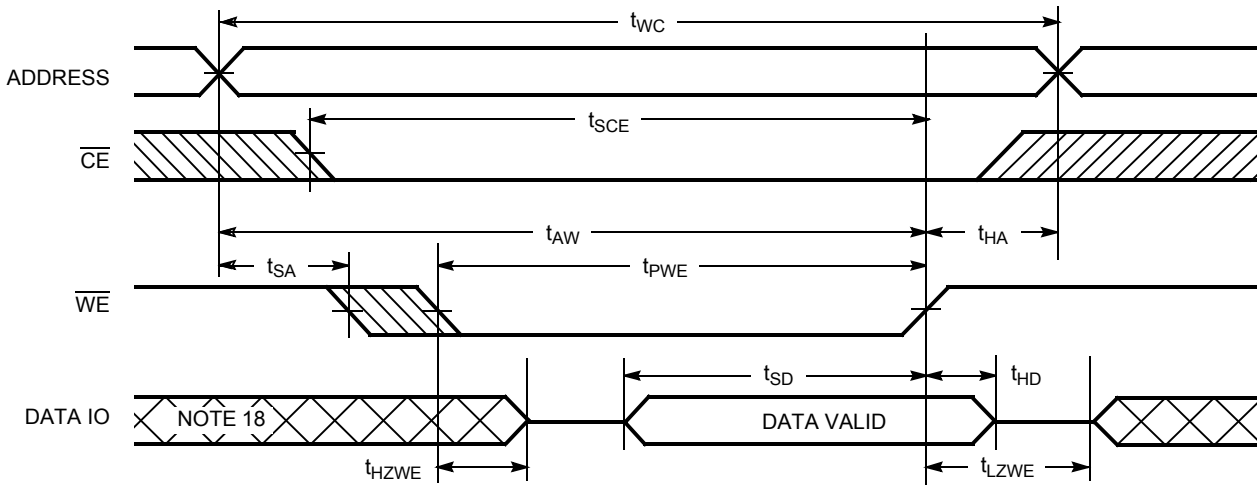 tWC
ADDRESS
tSCE
CE
tAW
tHA
tSA
tPWE
WE
tSD
tHD
DATA IO
NOTE 18
DATA VALID
tHZWE
tLZWE